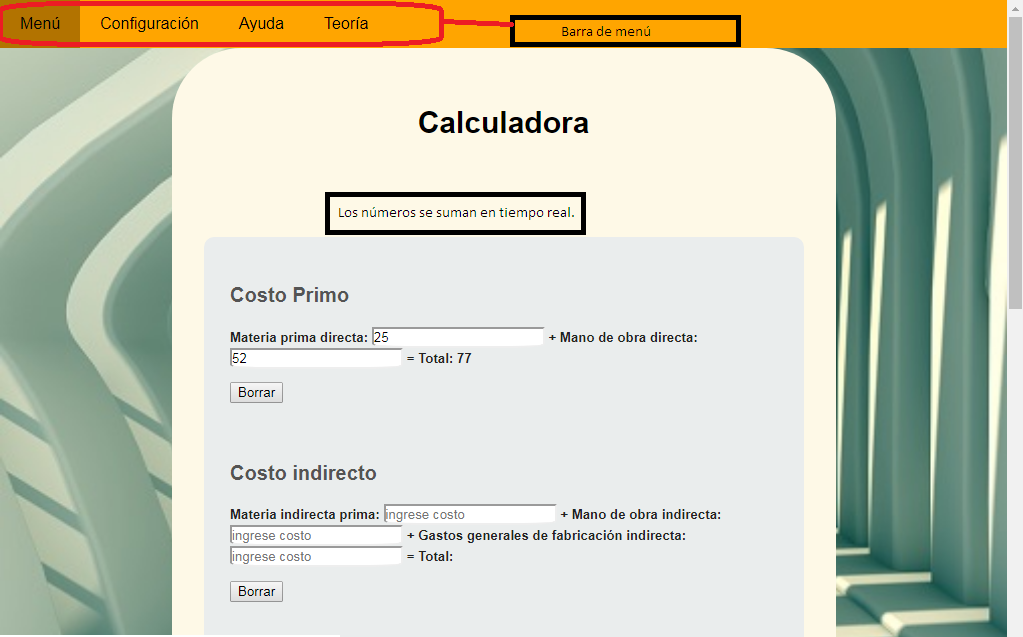 Menú Configuración Ayuda Teoría
Barra de menú
Calculadora
Los números se suman en tiempo real.
Costo Primo
Materia prima directa: 25 + Mano de obra directa:
52 = Total: 77
Borrar
Costo indirecto
Materia indirecta prima: ingrese costo + Mano de obra indirecta:
ingrese costo + Gastos generales de fabricación indirecta:
ingrese costo = Total:
Borrar